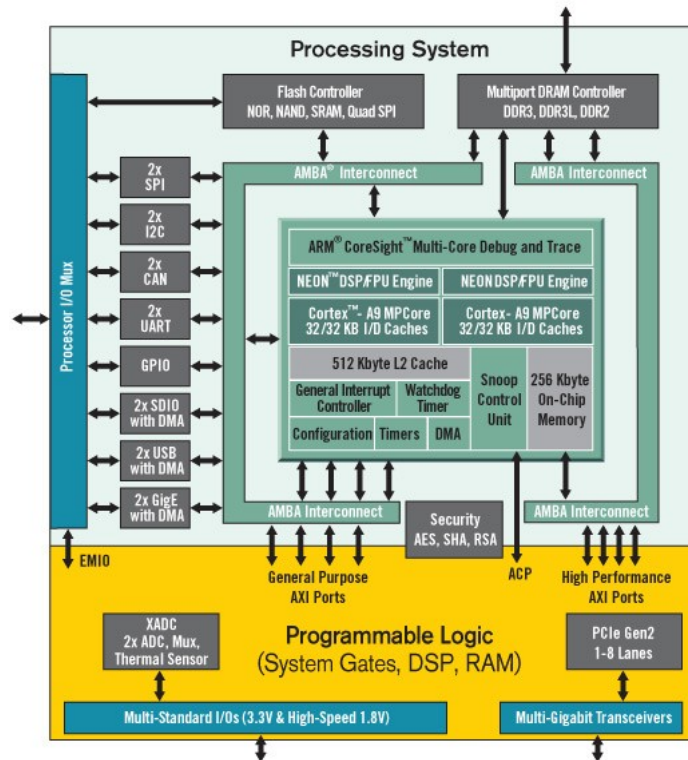 Processing System
Flash Controller
NOR, NAND, SRAM, Quad SPI
Multiport DRAM Controller
DDR3, DDR3L, DDR2
Processor I/O Mux
2x
SPI
2x
I2C
2x
CAN
2x
UART
GPIO
2x SDIO
with DMA
2x USB
with DMA
2x GigE
with DMA
AMBA® Interconnect
AMBA Interconnect
ARM® CoreSight™ Multi-Core Debug and Trace
NEON™ DSP/FPU Engine
NEON DSP/FPU Engine
Cortex™- A9 MPCore
32/32 KB I/D Caches
Cortex- A9 MPCore
32/32 KB I/D Caches
512 Kbyte L2 Cache
General Interrupt
Controller
Watchdog
Timer
Configuration
Timers
DMA
Snoop
Control
Unit
256 Kbyte
On-Chip
Memory
AMBA Interconnect
Security
AES, SHA, RSA
AMBA Interconnect
EMIO
General Purpose
AXI Ports
ACP
High Performance
AXI Ports
XADC
2x ADC, Mux,
Thermal Sensor
Programmable Logic
(System Gates, DSP, RAM)
PCIe Gen2
1-8 Lanes
Multi-Standard I/Os (3.3V & High-Speed 1.8V)
Multi-Gigabit Transceivers